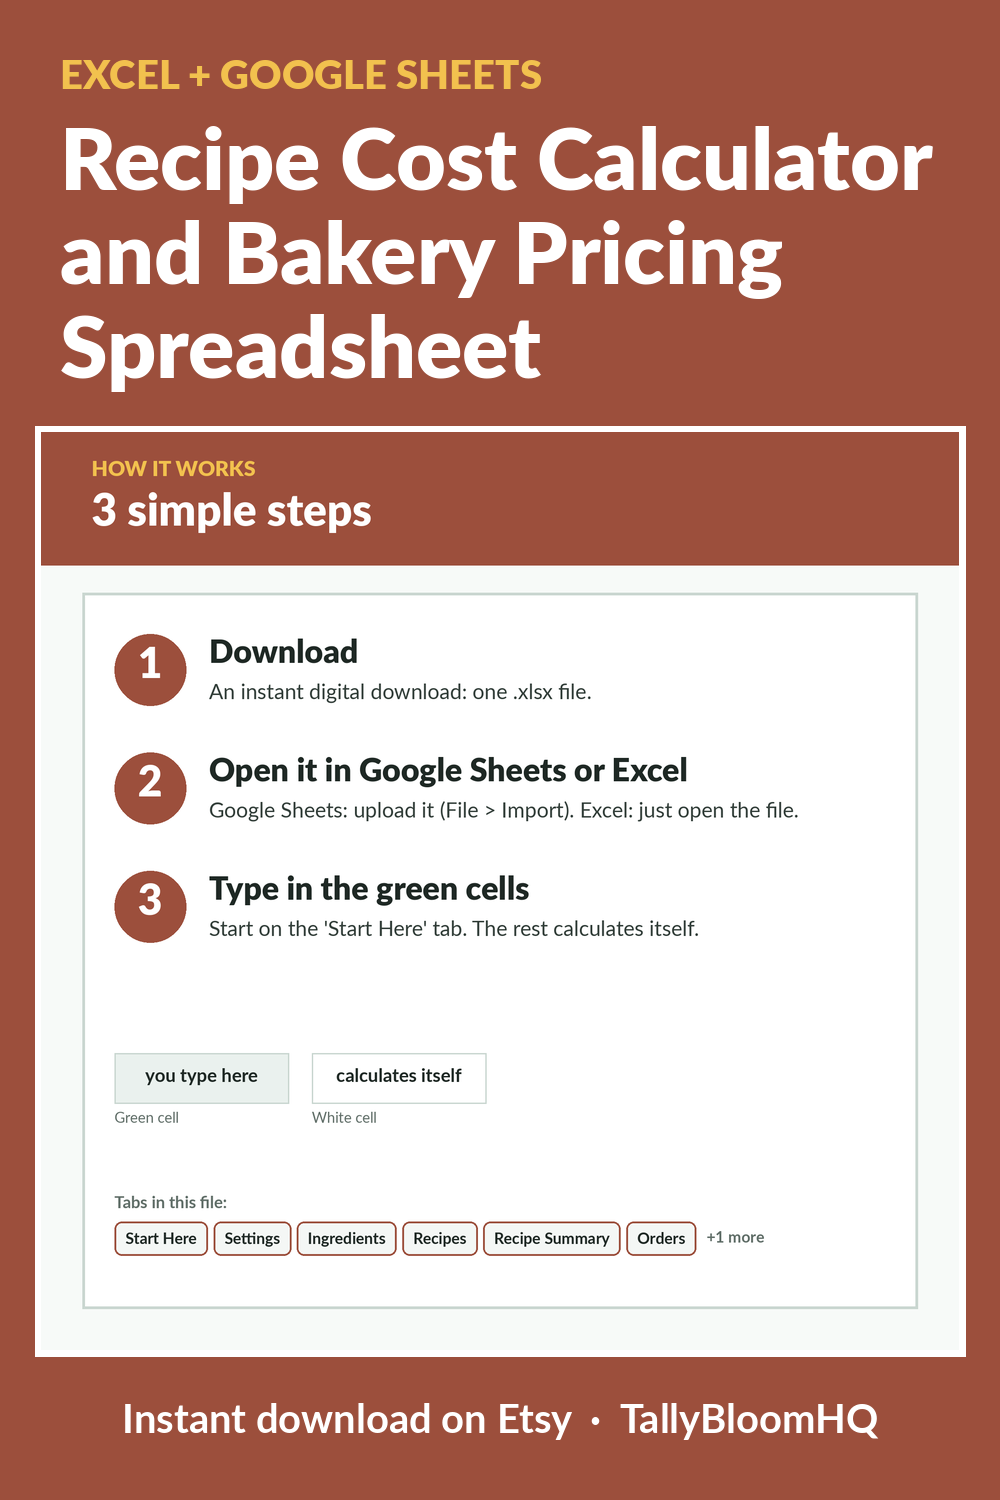 EXCEL + GOOGLE SHEETS
Recipe Cost Calculator
and Bakery Pricing
Spreadsheet
HOW IT WORKS
3 simple steps
1
Download
An instant digital download: one .xlsx file.
2
Open it in Google Sheets or Excel
Google Sheets: upload it (File > Import). Excel: just open the file.
3
Type in the green cells
Start on the 'Start Here' tab. The rest calculates itself.
you type here
calculates itself
Green cell
White cell
Tabs in this file:
Start Here Settings Ingredients Recipes Recipe Summary Orders +1 more
Instant download on Etsy · TallyBloomHQ